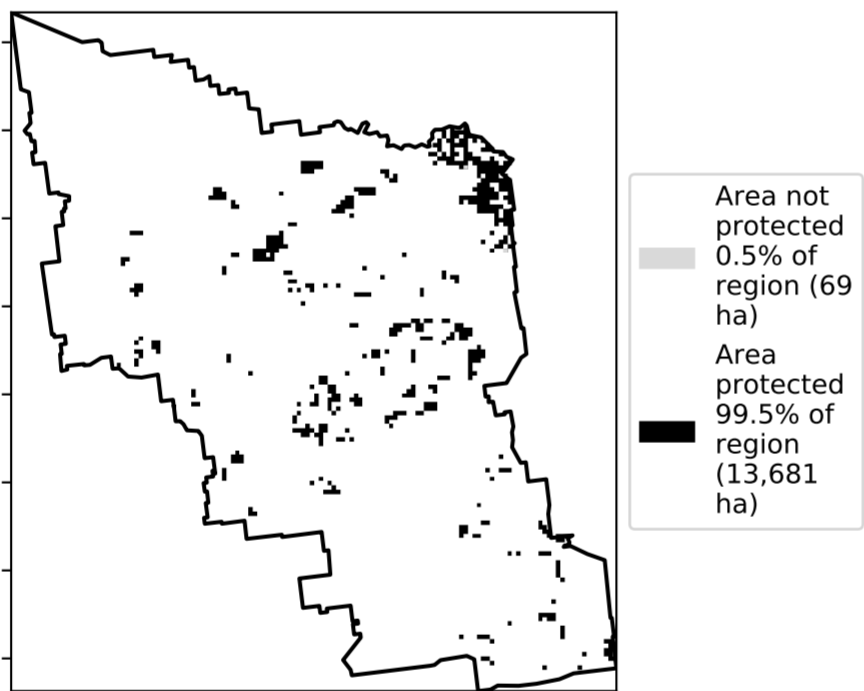 Area not
protected
0.5% of
region (69
ha)
Area
protected
99.5% of
region
(13,681
ha)